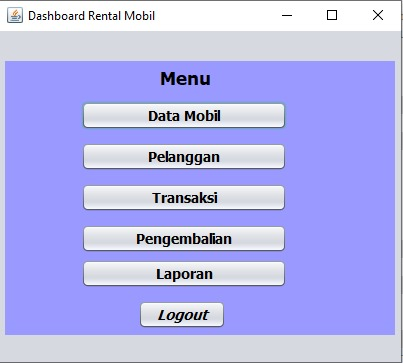 Dashboard Rental Mobil
Menu
Data Mobil
Pelanggan
Transaksi
Pengembalian
Laporan
Logout